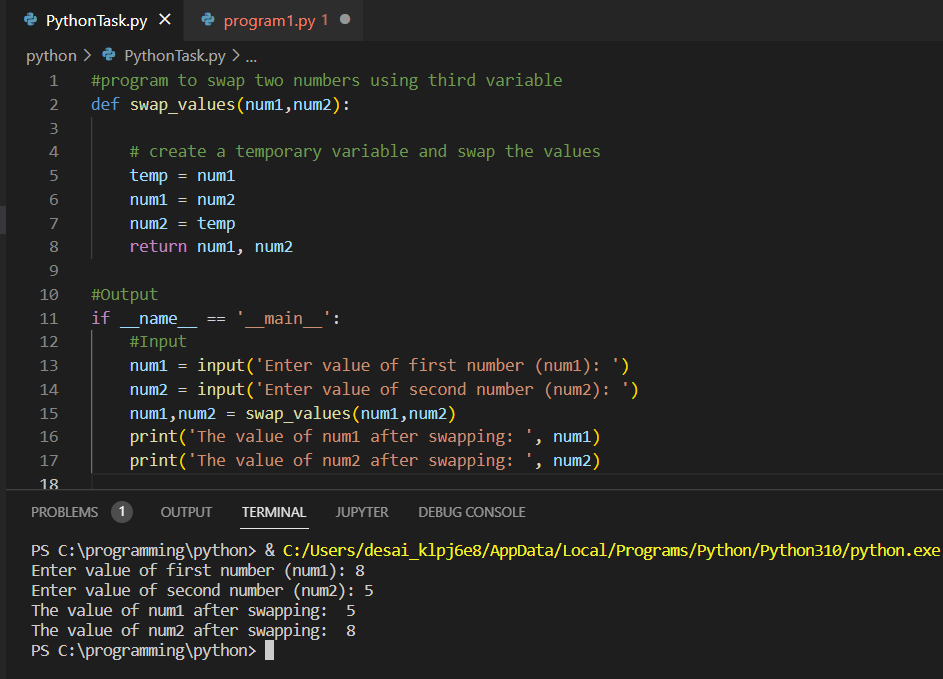 PythonTask.py × program1.py 1 ●
python > PythonTask.py > ...
1 #program to swap two numbers using third variable
2 def swap_values(num1,num2):
3
4     # create a temporary variable and swap the values
5     temp = num1
6     num1 = num2
7     num2 = temp
8     return num1, num2
9
10 #Output
11 if __name__ == '__main__':
12     #Input
13     num1 = input('Enter value of first number (num1): ')
14     num2 = input('Enter value of second number (num2): ')
15     num1,num2 = swap_values(num1,num2)
16     print('The value of num1 after swapping: ', num1)
17     print('The value of num2 after swapping: ', num2)
18
PROBLEMS 1 OUTPUT TERMINAL JUPYTER DEBUG CONSOLE
PS C:\programming\python> & C:/Users/desai_klpj6e8/AppData/Local/Programs/Python/Python310/python.exe
Enter value of first number (num1): 8
Enter value of second number (num2): 5
The value of num1 after swapping:  5
The value of num2 after swapping:  8
PS C:\programming\python>